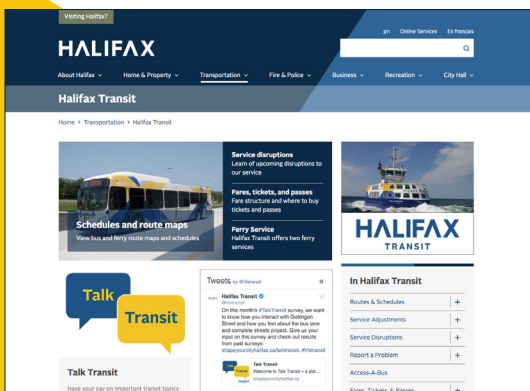 Visiting Halifax?
311 Online Services En français
HALIFAX
About Halifax Home & Property Transportation Fire & Police Business Recreation City Hall
Halifax Transit
Home > Transportation > Halifax Transit
Service disruptions
Learn of upcoming disruptions to
our service
Fares, tickets, and passes
Fare structure and where to buy
tickets and passes
Ferry Service
Halifax Transit offers two ferry
services
Schedules and route maps
View bus and ferry route maps and schedules
HALIFAX
TRANSIT
Talk
Transit
Talk Transit
Have your say on important transit topics
Tweets by @hfxtransit
Halifax Transit
@hfxtransit
On this month's #TalkTransit survey, we want
to know how you interact with Gottingen
Street and how you feel about the bus lane
and complete streets project. Give us your
input on this survey and check out results
from past surveys:
shapeyourcityhalifax.ca/talktransit. #hfxtransit
Talk Transit
Welcome to Talk Transit – a plat...
shapeyourcityhalifax.ca
In Halifax Transit
Routes & Schedules +
Service Adjustments +
Service Disruptions +
Report a Problem +
Access-A-Bus
Fares, Tickets, & Passes +